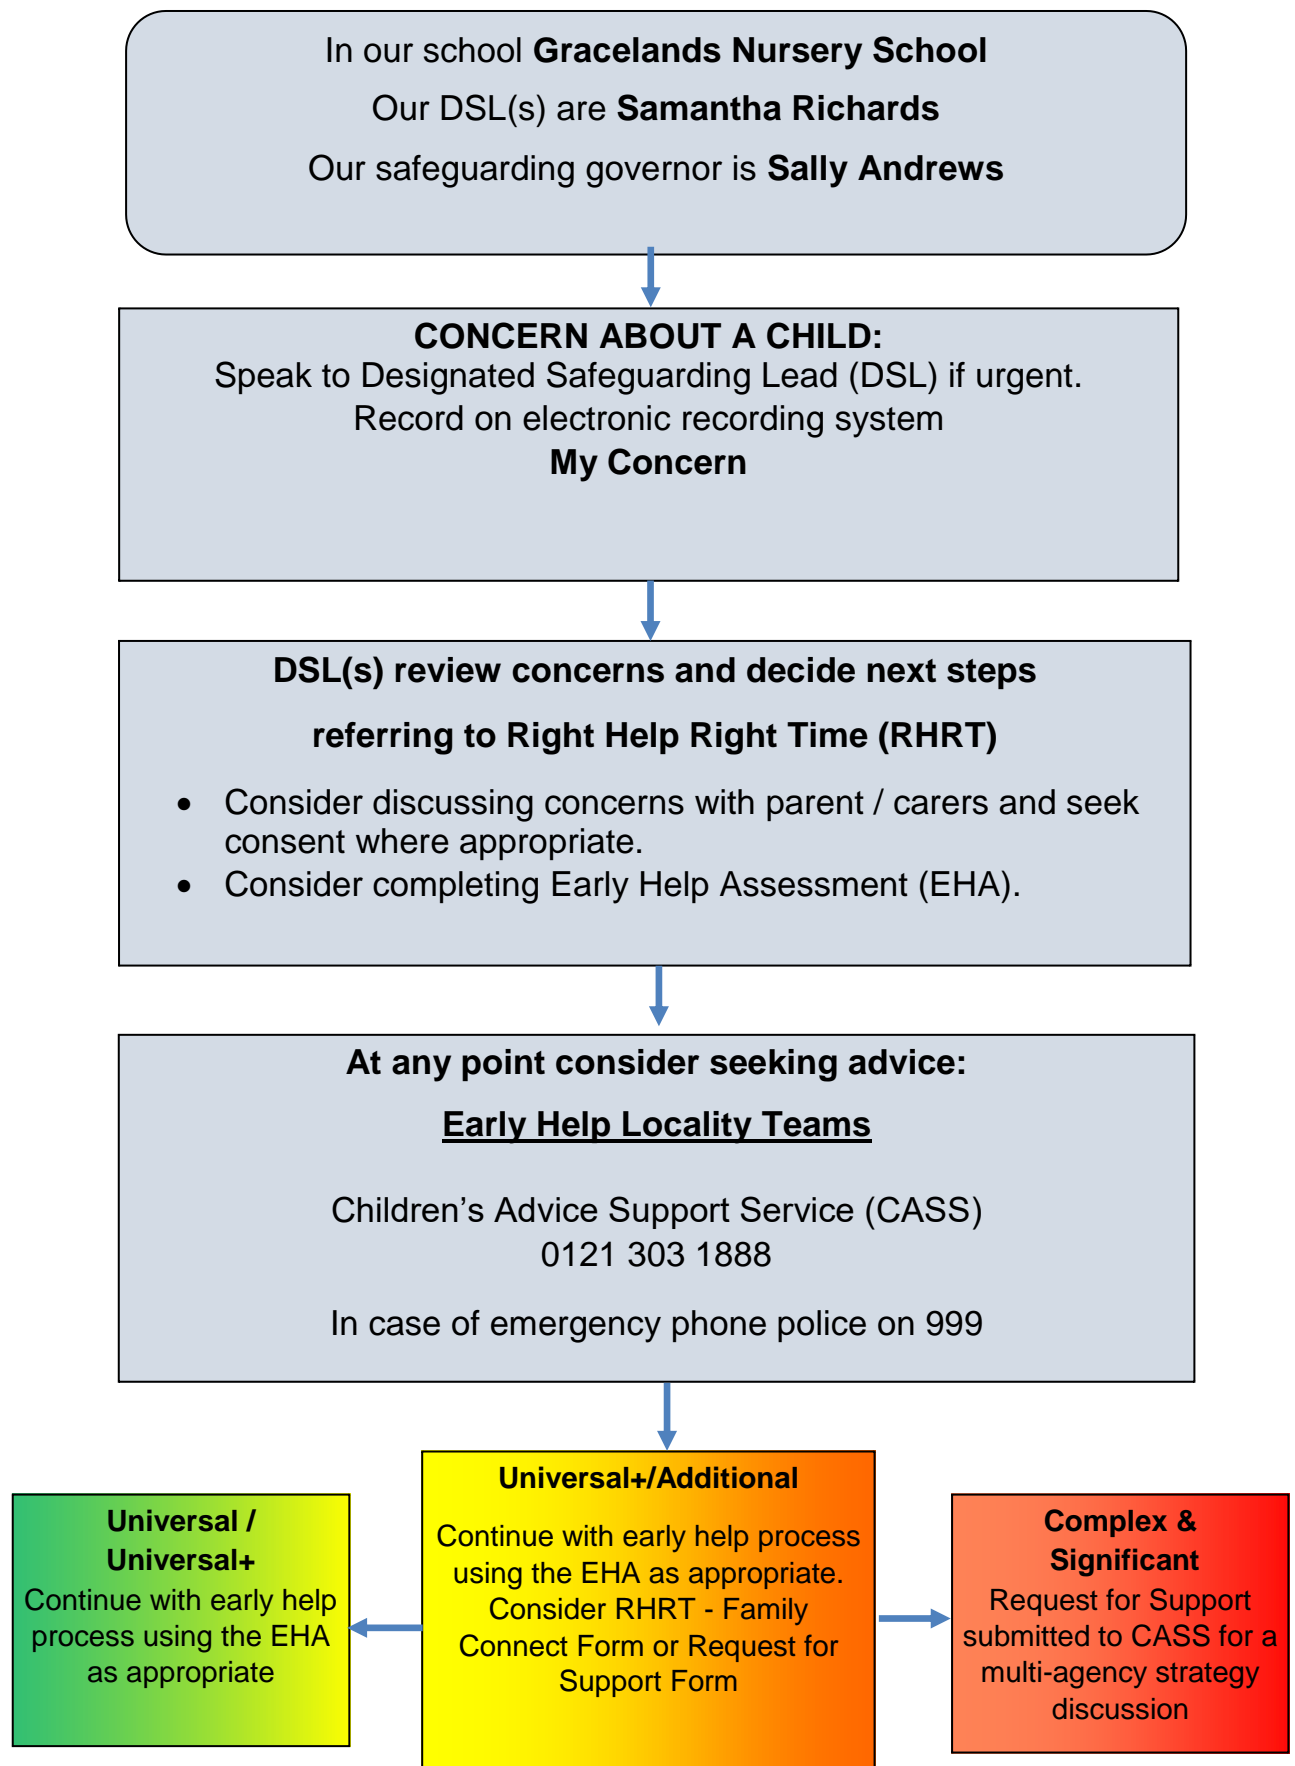 In our school Gracelands Nursery School
Our DSL(s) are Samantha Richards
Our safeguarding governor is Sally Andrews
CONCERN ABOUT A CHILD:
Speak to Designated Safeguarding Lead (DSL) if urgent.
Record on electronic recording system
My Concern
DSL(s) review concerns and decide next steps
referring to Right Help Right Time (RHRT)
• Consider discussing concerns with parent / carers and seek
consent where appropriate.
• Consider completing Early Help Assessment (EHA).
At any point consider seeking advice:
Early Help Locality Teams
Children’s Advice Support Service (CASS)
0121 303 1888
In case of emergency phone police on 999
Universal /
Universal+
Continue with early help
process using the EHA
as appropriate
Universal+/Additional
Continue with early help process
using the EHA as appropriate.
Consider RHRT - Family
Connect Form or Request for
Support Form
Complex &
Significant
Request for Support
submitted to CASS for a
multi-agency strategy
discussion